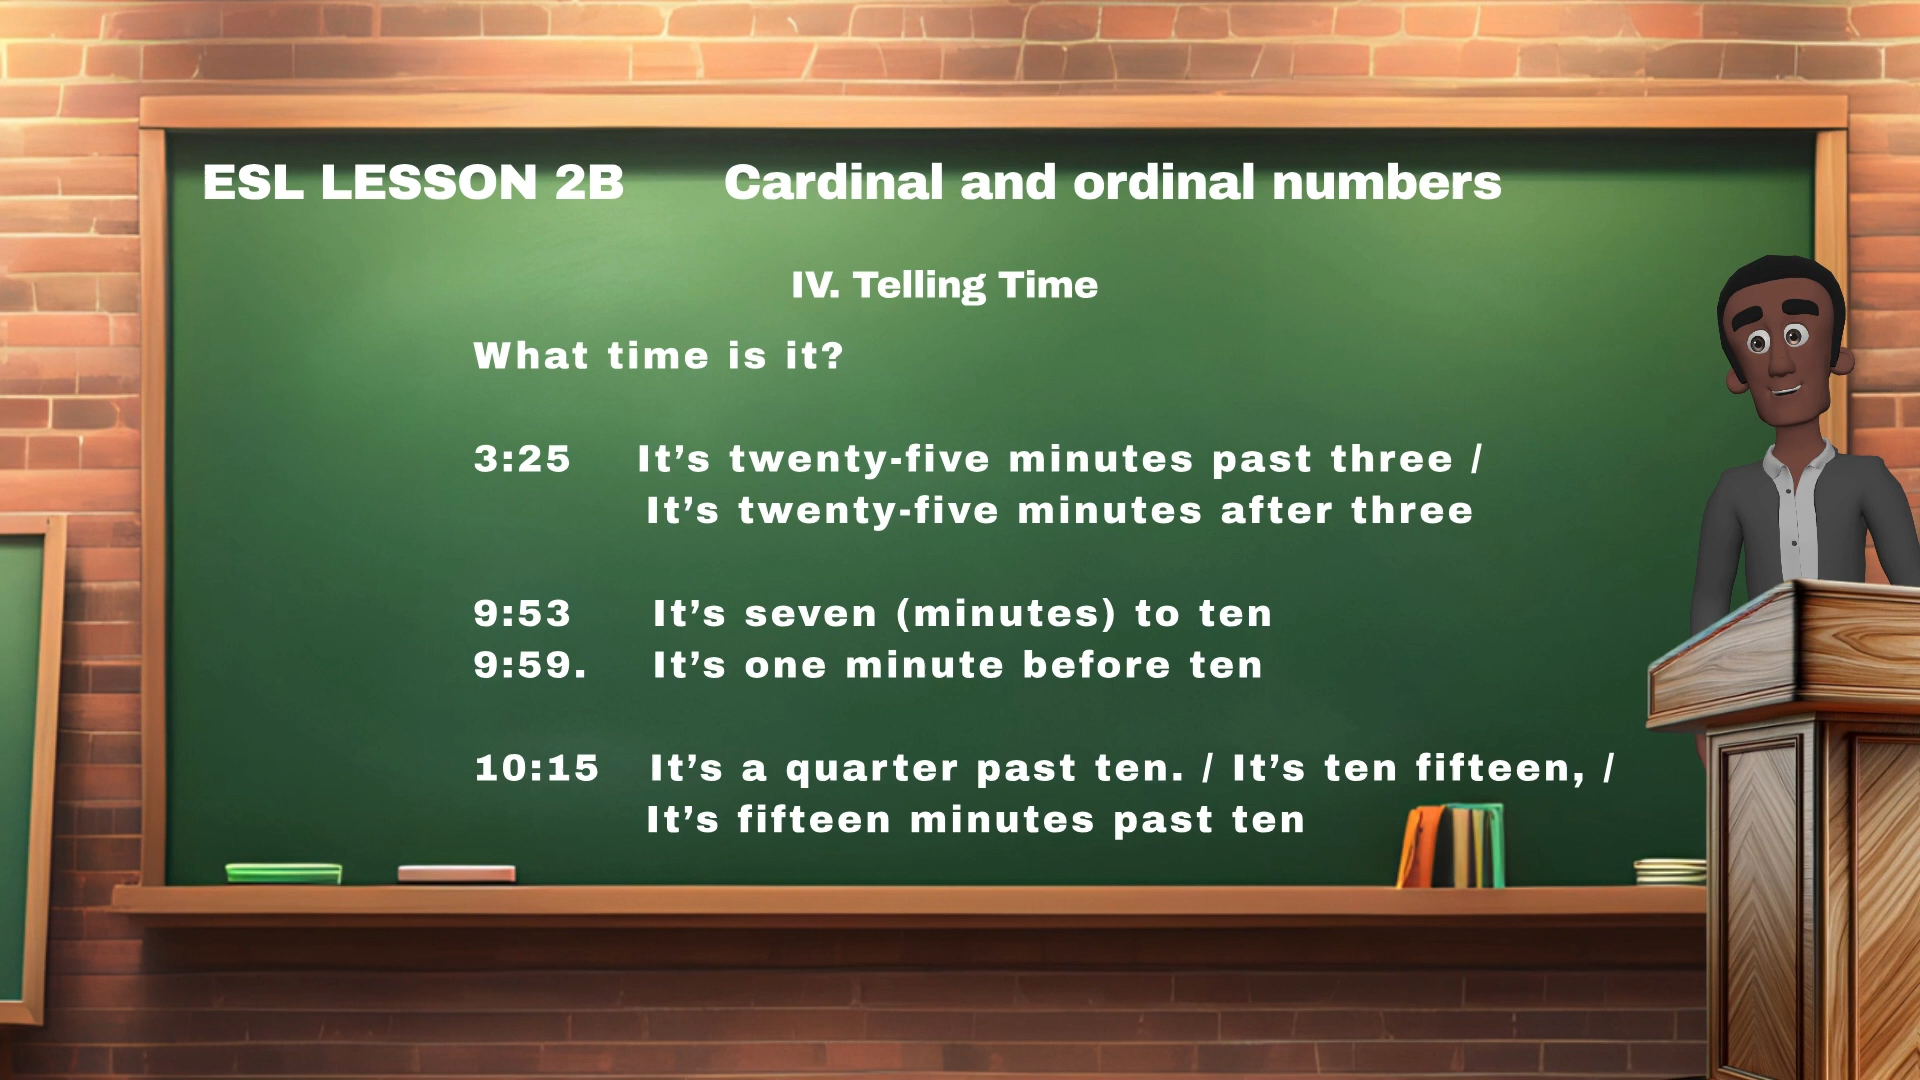 ESL LESSON 2B Cardinal and ordinal numbers
IV. Telling Time
What time is it?
3:25 It’s twenty-five minutes past three /
It’s twenty-five minutes after three
9:53 It’s seven (minutes) to ten
9:59. It’s one minute before ten
10:15 It’s a quarter past ten. / It’s ten fifteen, /
It’s fifteen minutes past ten